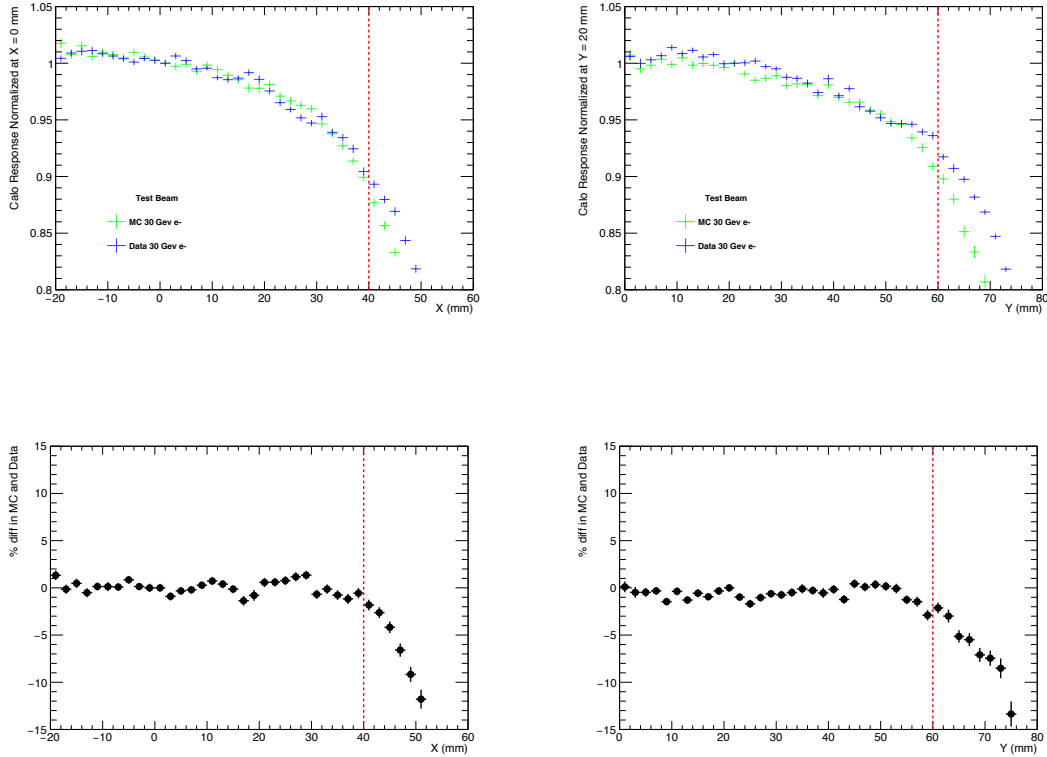 Calo Response Normalized at X = 0 mm
1.05
1
0.95
0.9
0.85
0.8
Test Beam
MC 30 Gev e-
Data 30 Gev e-
−20 −10 0 10 20 30 40 50 60
X (mm)
Calo Response Normalized at Y = 20 mm
1.05
1
0.95
0.9
0.85
0.8
Test Beam
MC 30 Gev e-
Data 30 Gev e-
0 10 20 30 40 50 60 70 80
Y (mm)
% diff in MC and Data
15
10
5
0
−5
−10
−15
−20 −10 0 10 20 30 40 50 60
X (mm)
% diff in MC and Data
15
10
5
0
−5
−10
−15
0 10 20 30 40 50 60 70 80
Y (mm)